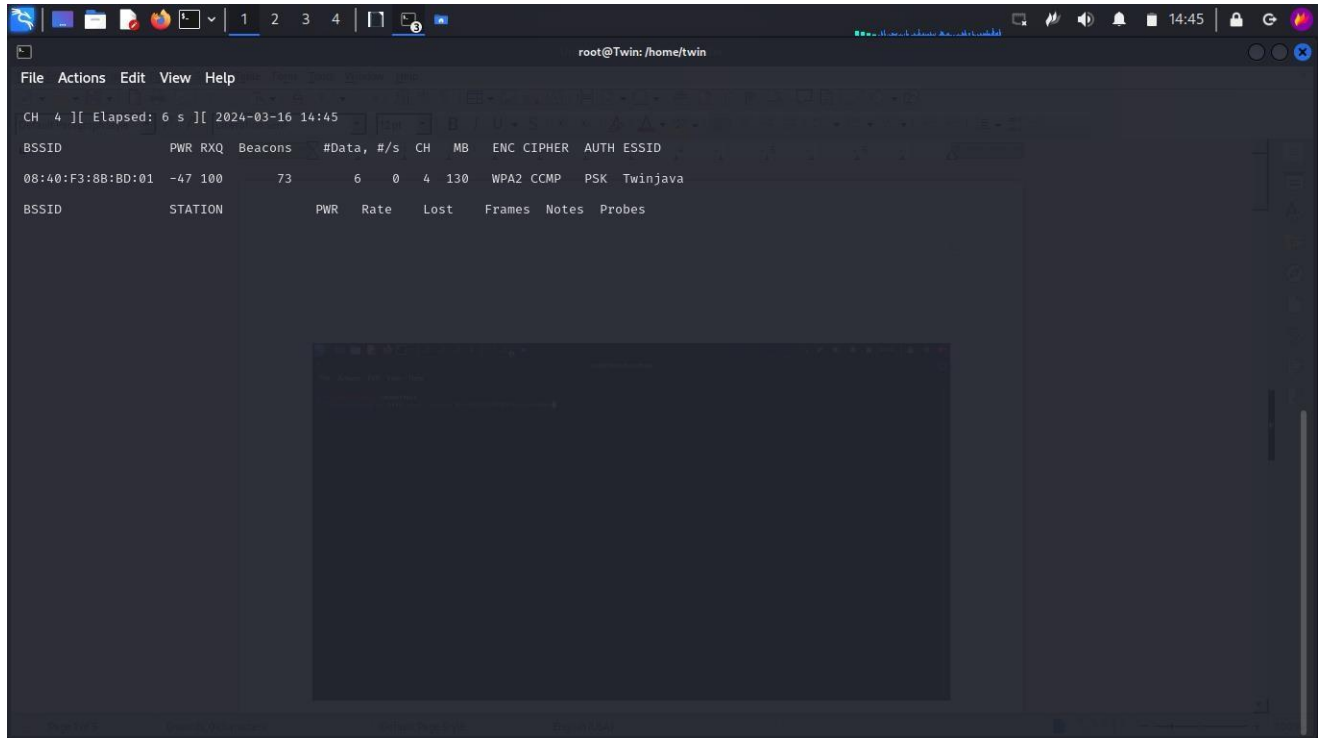 1 2 3 4
3
14:45
root@Twin: /home/twin
File Actions Edit View Help
CH 4 ][ Elapsed: 6 s ][ 2024-03-16 14:45
BSSID PWR RXQ Beacons #Data, #/s CH MB ENC CIPHER AUTH ESSID
08:40:F3:8B:BD:01 -47 100 73 6 0 4 130 WPA2 CCMP PSK Twinjava
BSSID STATION PWR Rate Lost Frames Notes Probes